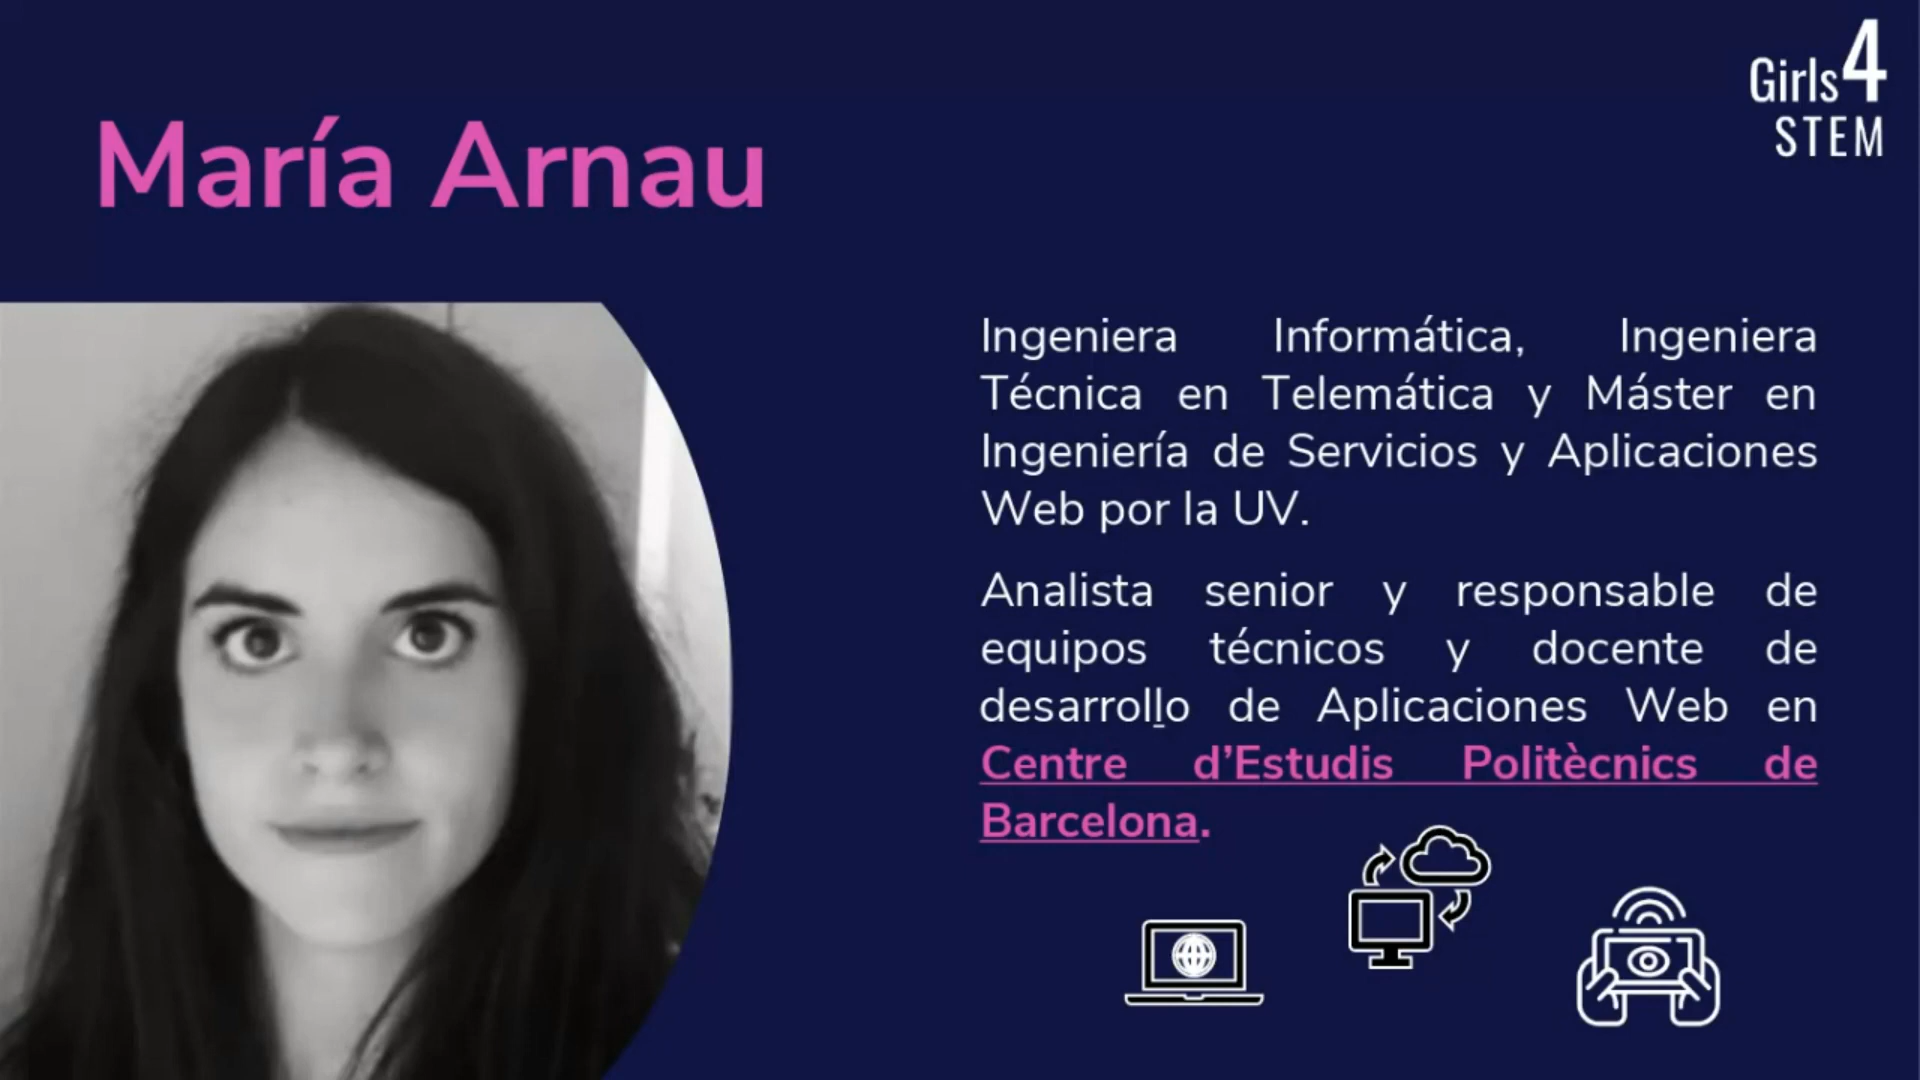 Girls4
STEM
María Arnau
Ingeniera Informática, Ingeniera
Técnica en Telemática y Máster en
Ingeniería de Servicios y Aplicaciones
Web por la UV.
Analista senior y responsable de
equipos técnicos y docente de
desarrollo de Aplicaciones Web en
Centre d’Estudis Politècnics de
Barcelona.